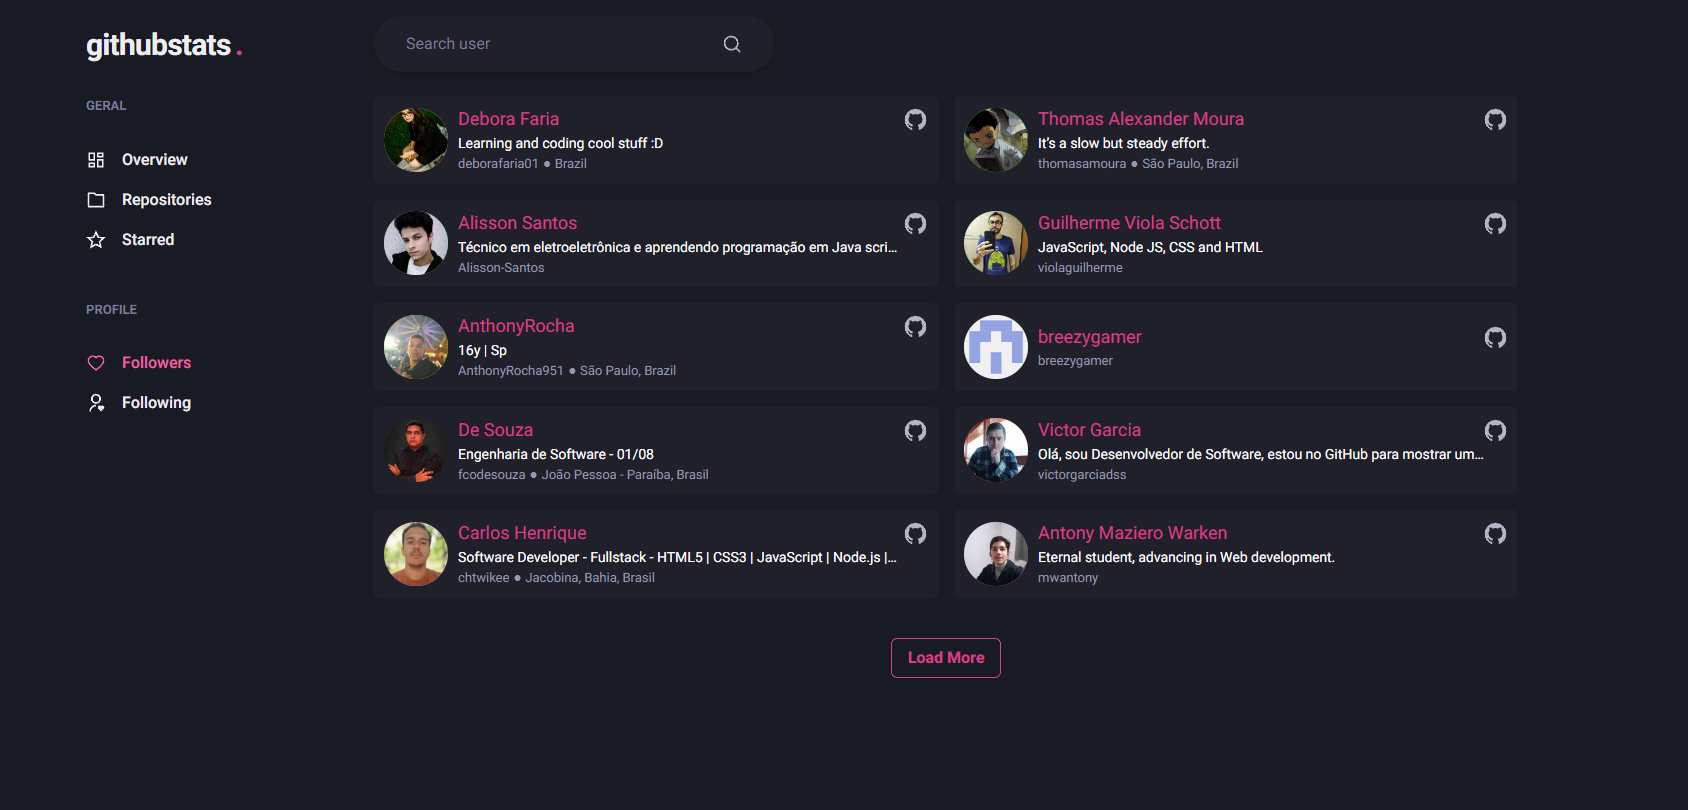 githubstats.
Search user
GERAL
Overview
Repositories
Starred
PROFILE
Followers
Following
Debora Faria
Learning and coding cool stuff :D
deborafaria01 ● Brazil
Thomas Alexander Moura
It's a slow but steady effort.
thomasamoura ● São Paulo, Brazil
Alisson Santos
Técnico em eletroeletrônica e aprendendo programação em Java scri...
Alisson-Santos
Guilherme Viola Schott
JavaScript, Node JS, CSS and HTML
violaguilherme
AnthonyRocha
16y | Sp
AnthonyRocha951 ● São Paulo, Brazil
breezygamer
breezygamer
De Souza
Engenharia de Software - 01/08
fcodesouza ● João Pessoa - Paraíba, Brasil
Victor Garcia
Olá, sou Desenvolvedor de Software, estou no GitHub para mostrar um...
victorgarciadss
Carlos Henrique
Software Developer - Fullstack - HTML5 | CSS3 | JavaScript | Node.js |...
chtwikee ● Jacobina, Bahia, Brasil
Antony Maziero Warken
Eternal student, advancing in Web development.
mwantony
Load More